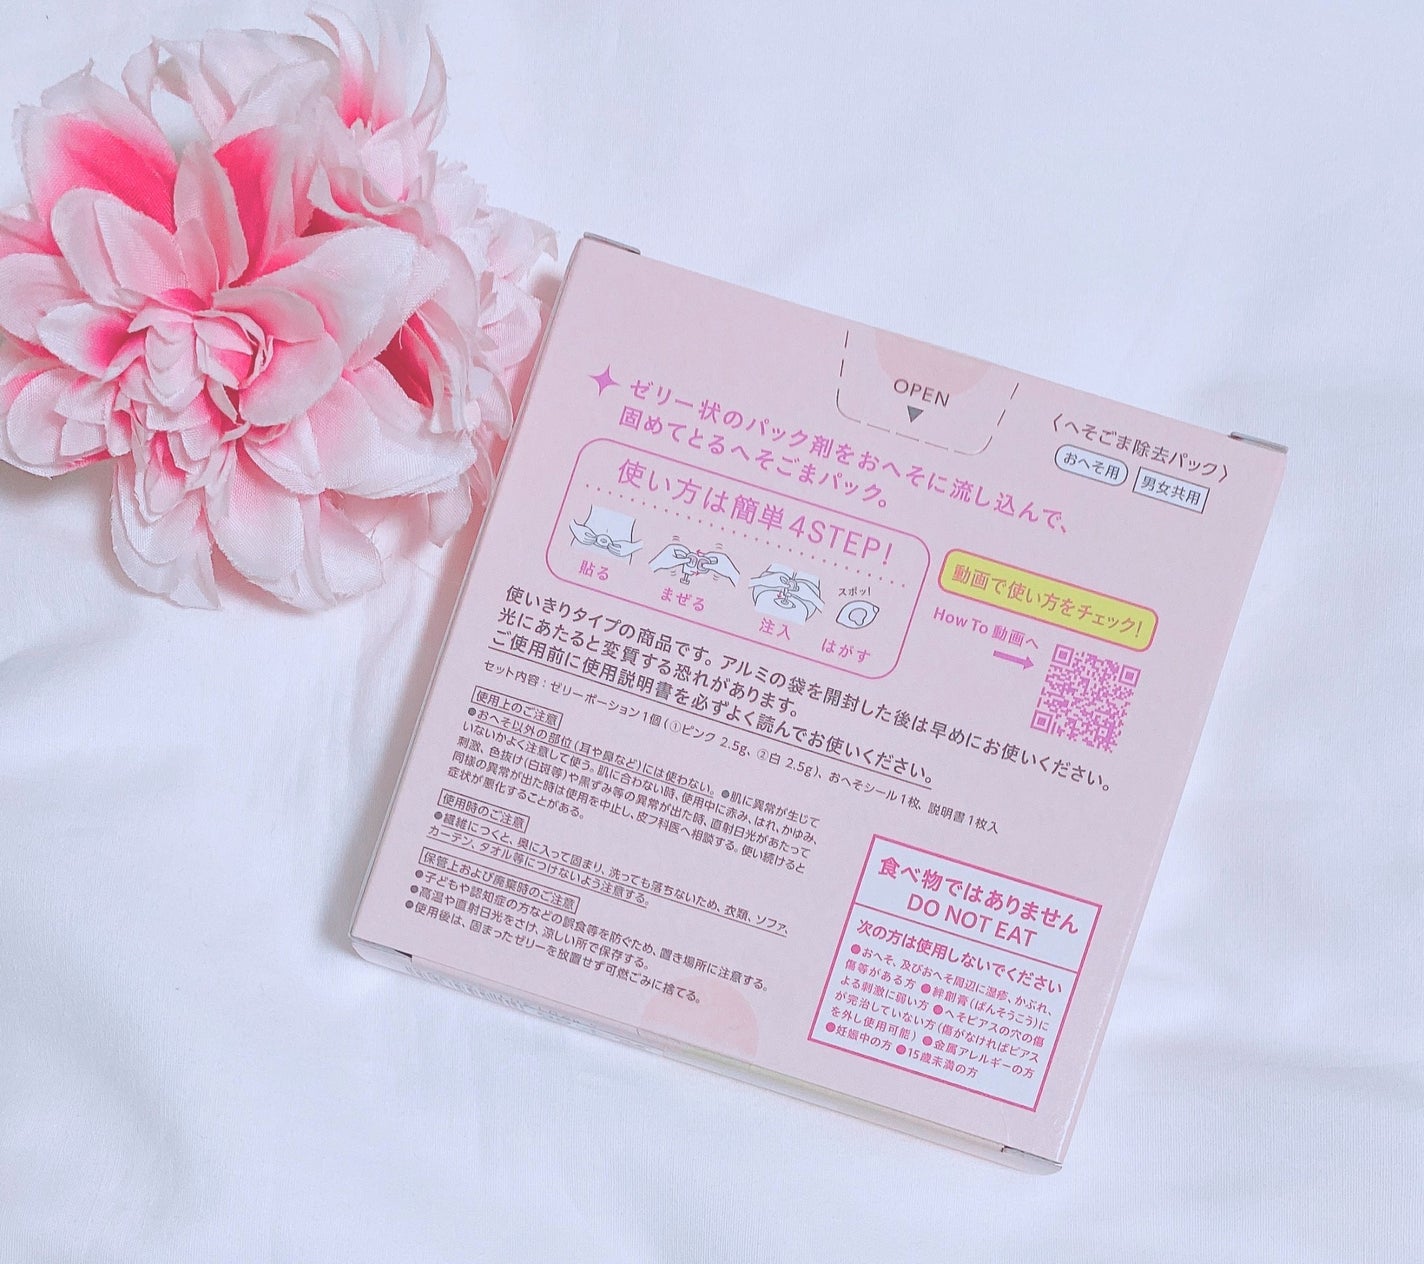 OPEN
〈へそごま除去パック〉
おへそ用 男女共用
ゼリー状のパック剤をおへそに流し込んで、
固めてとるへそごまパック。
使い方は簡単4STEP!
貼る
まぜる
注入
スポッ!
はがす
動画で使い方をチェック!
How To 動画へ
使いきりタイプの商品です。アルミの袋を開封した後は早めにお使いください。
光にあたると変質する恐れがあります。
ご使用前に使用説明書を必ずよく読んでお使いください。
セット内容:ゼリーポーション1個(①ピンク 2.5g、②白 2.5g)、おへそシール1枚、説明書1枚入
使用上のご注意
●おへそ以外の部位(耳や鼻など)には使わない。●肌に異常が生じて
いないかよく注意して使う。肌に合わない時、使用中に赤み、はれ、かゆみ、
刺激、色抜け(白斑等)や黒ずみ等の異常が出た時、直射日光があたって
同様の異常が出た時は使用を中止し、皮フ科医へ相談する。使い続けると
症状が悪化することがある。
使用時のご注意
●繊維につくと、奥に入って固まり、洗っても落ちないため、衣類、ソファ、
カーテン、タオル等につけないよう注意する。
保管上および廃棄時のご注意
●子どもや認知症の方などの誤食等を防ぐため、置き場所に注意する。
●高温や直射日光をさけ、涼しい所で保存する。
●使用後は、固まったゼリーを放置せず可燃ごみに捨てる。
食べ物ではありません
DO NOT EAT
次の方は使用しないでください
●おへそ、及びおへそ周辺に湿疹、かぶれ、
傷等がある方 ●絆創膏(ばんそうこう)に
よる刺激に弱い方 ●へそピアスの穴の傷
が完治していない方(傷がなければピアス
を外し使用可能) ●金属アレルギーの方
●妊娠中の方 ●15歳未満の方